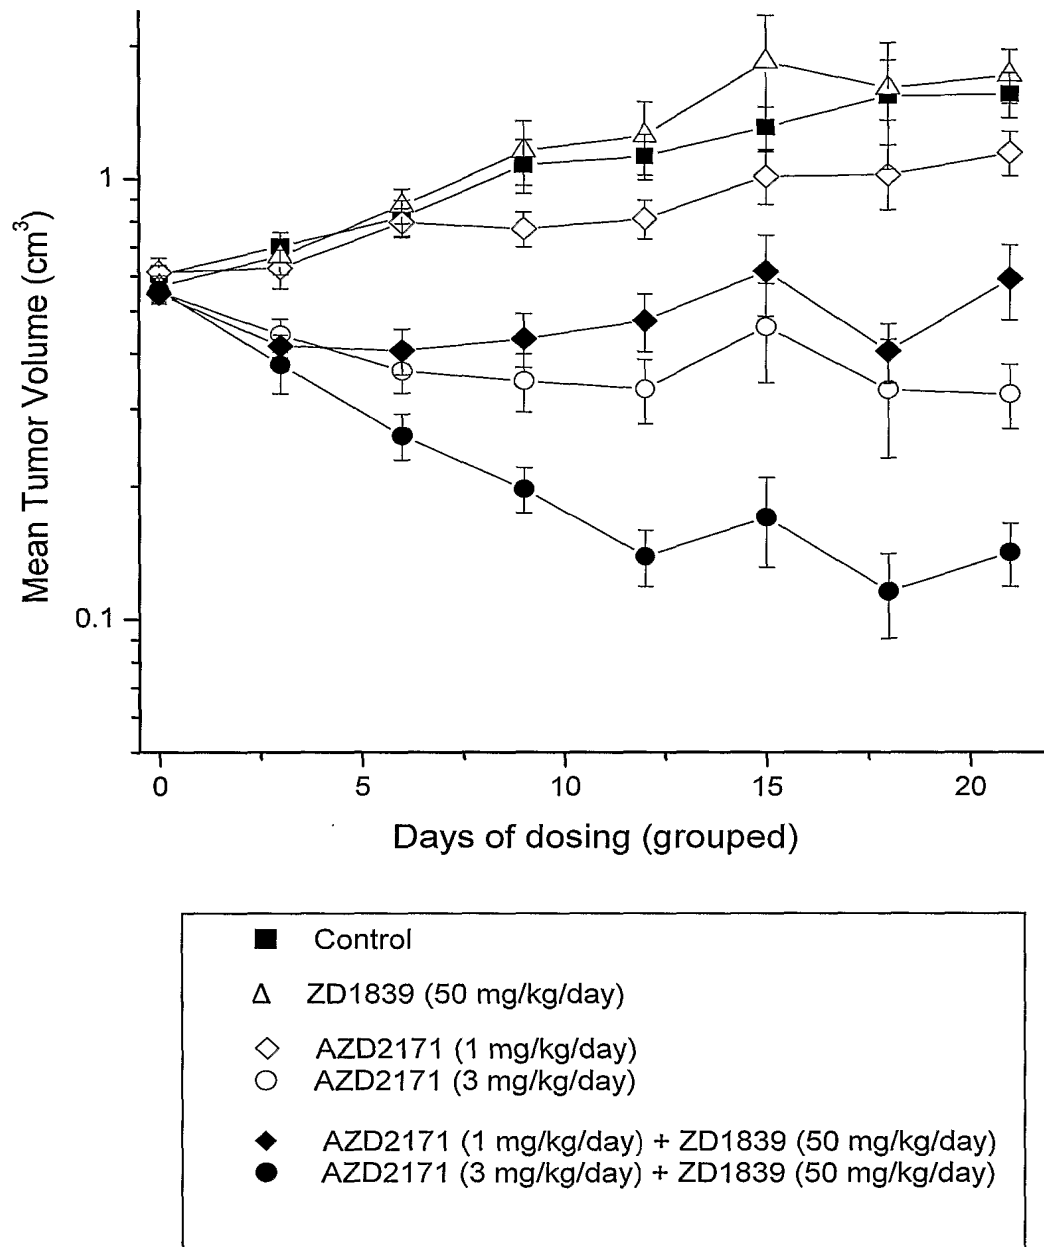 1
0.1
Mean Tumor Volume (cm³)
0 5 10 15 20
Days of dosing (grouped)
Control
ZD1839 (50 mg/kg/day)
AZD2171 (1 mg/kg/day)
AZD2171 (3 mg/kg/day)
AZD2171 (1 mg/kg/day) + ZD1839 (50 mg/kg/day)
AZD2171 (3 mg/kg/day) + ZD1839 (50 mg/kg/day)